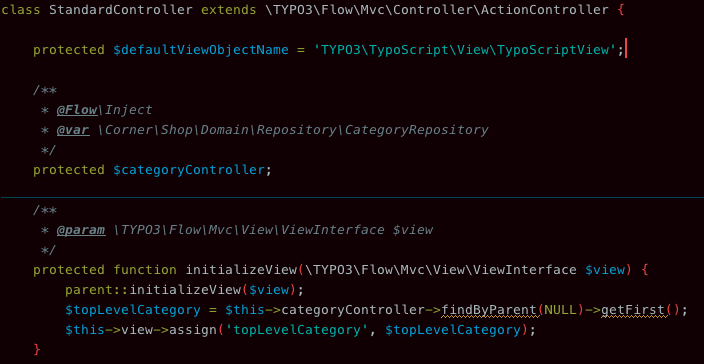 class StandardController extends \TYPO3\Flow\Mvc\Controller\ActionController {
protected $defaultViewObjectName = 'TYPO3\TypoScript\View\TypoScriptView';
/**
* @Flow\Inject
* @var \Corner\Shop\Domain\Repository\CategoryRepository
*/
protected $categoryController;
/**
* @param \TYPO3\Flow\Mvc\View\ViewInterface $view
*/
protected function initializeView(\TYPO3\Flow\Mvc\View\ViewInterface $view) {
parent::initializeView($view);
$topLevelCategory = $this->categoryController->findByParent(NULL)->getFirst();
$this->view->assign('topLevelCategory', $topLevelCategory);
}